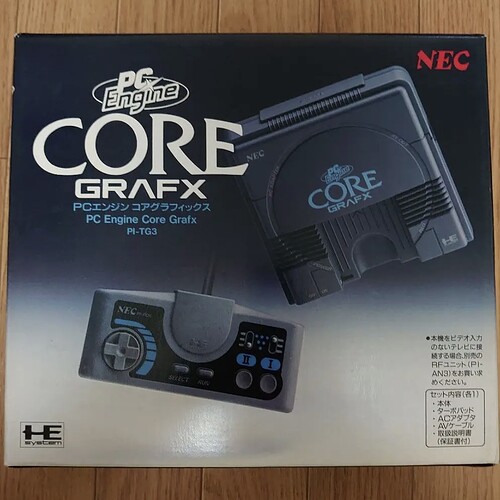 NEC
PC Engine
CORE
GRAFX
PCエンジン コアグラフィックス
PC Engine Core Grafx
PI-TG3
NEC
PC Engine
CORE
GRAFX
HE
NEC
HE
SELECT
RUN
II
I
●本機をビデオ入力
のないテレビに接
続する場合、別売の
RFユニット(PI-
AN3)をお買い求
めください。
セット内容(各1)
・本体
・ターボパッド
・ACアダプタ
・AVケーブル
・取扱説明書
(保証書付)
HE
system